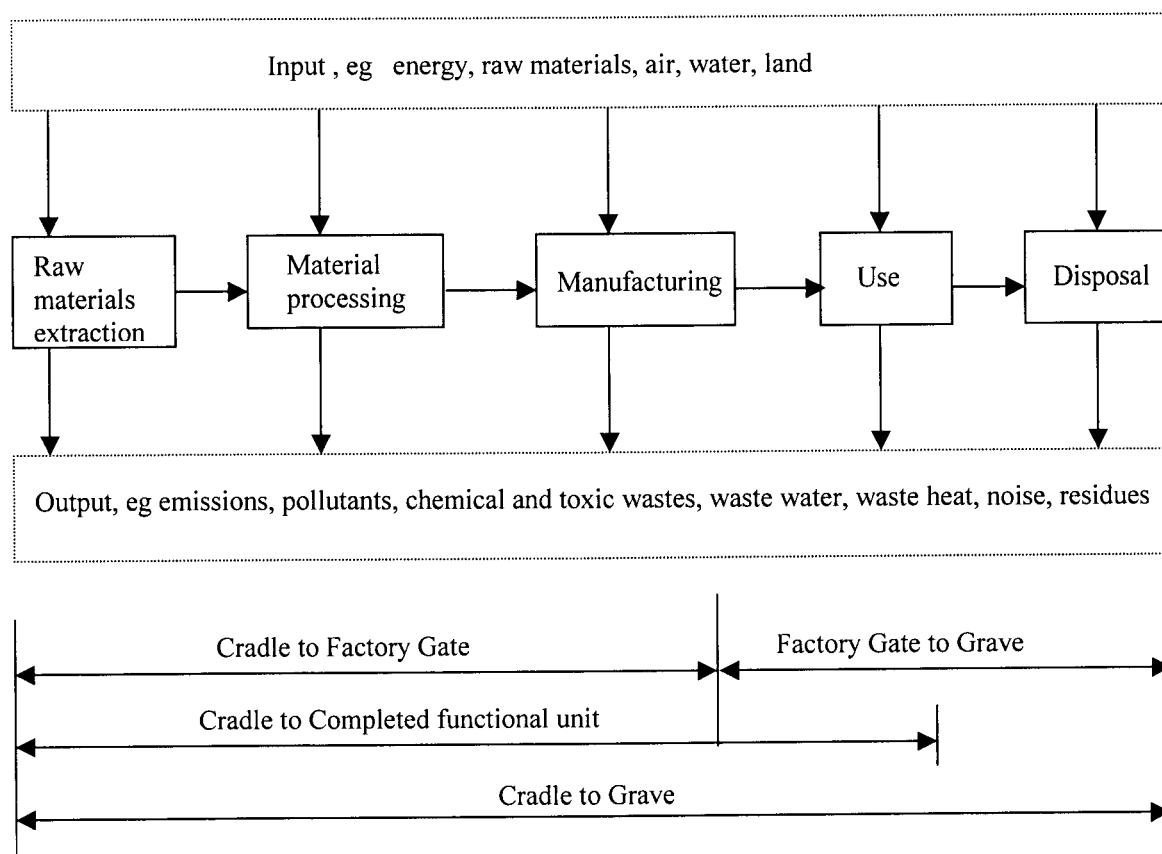 Input , eg energy, raw materials, air, water, land
Raw
materials
extraction
Material
processing
Manufacturing
Use
Disposal
Output, eg emissions, pollutants, chemical and toxic wastes, waste water, waste heat, noise, residues
Cradle to Factory Gate
Factory Gate to Grave
Cradle to Completed functional unit
Cradle to Grave